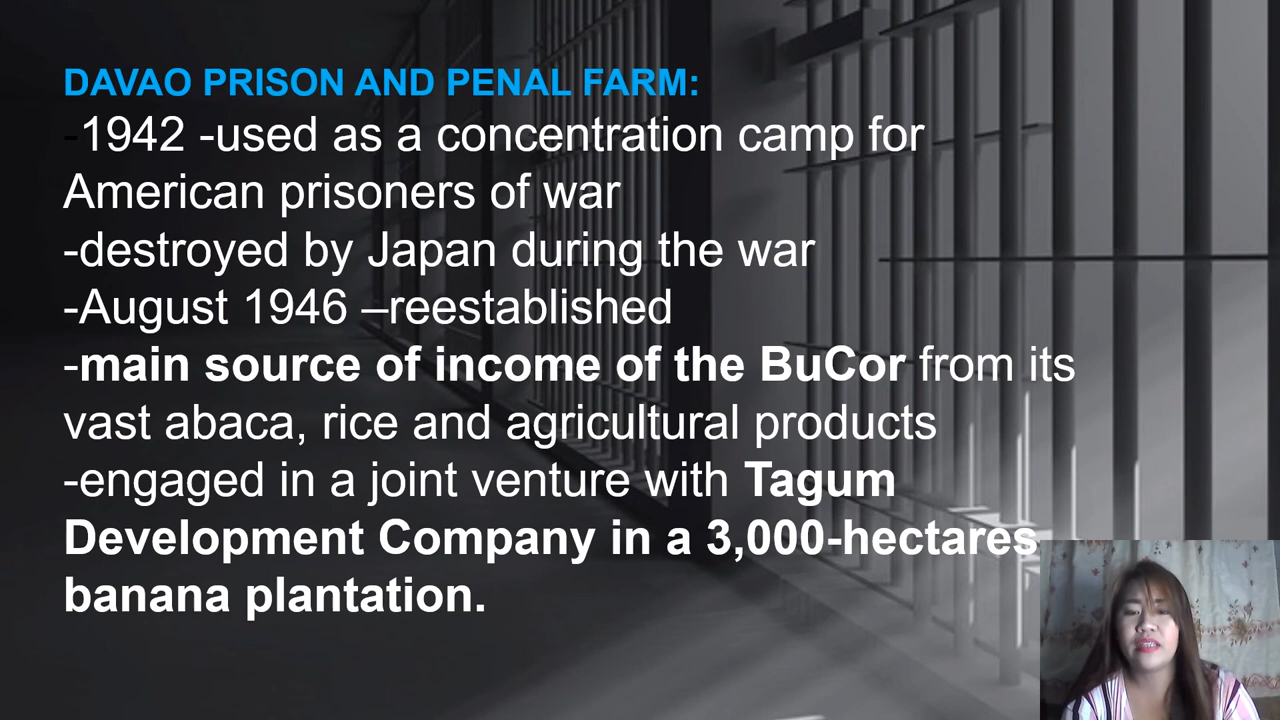 DAVAO PRISON AND PENAL FARM:
-1942 -used as a concentration camp for
American prisoners of war
-destroyed by Japan during the war
-August 1946 –reestablished
-main source of income of the BuCor from its
vast abaca, rice and agricultural products
-engaged in a joint venture with Tagum
Development Company in a 3,000-hectares
banana plantation.